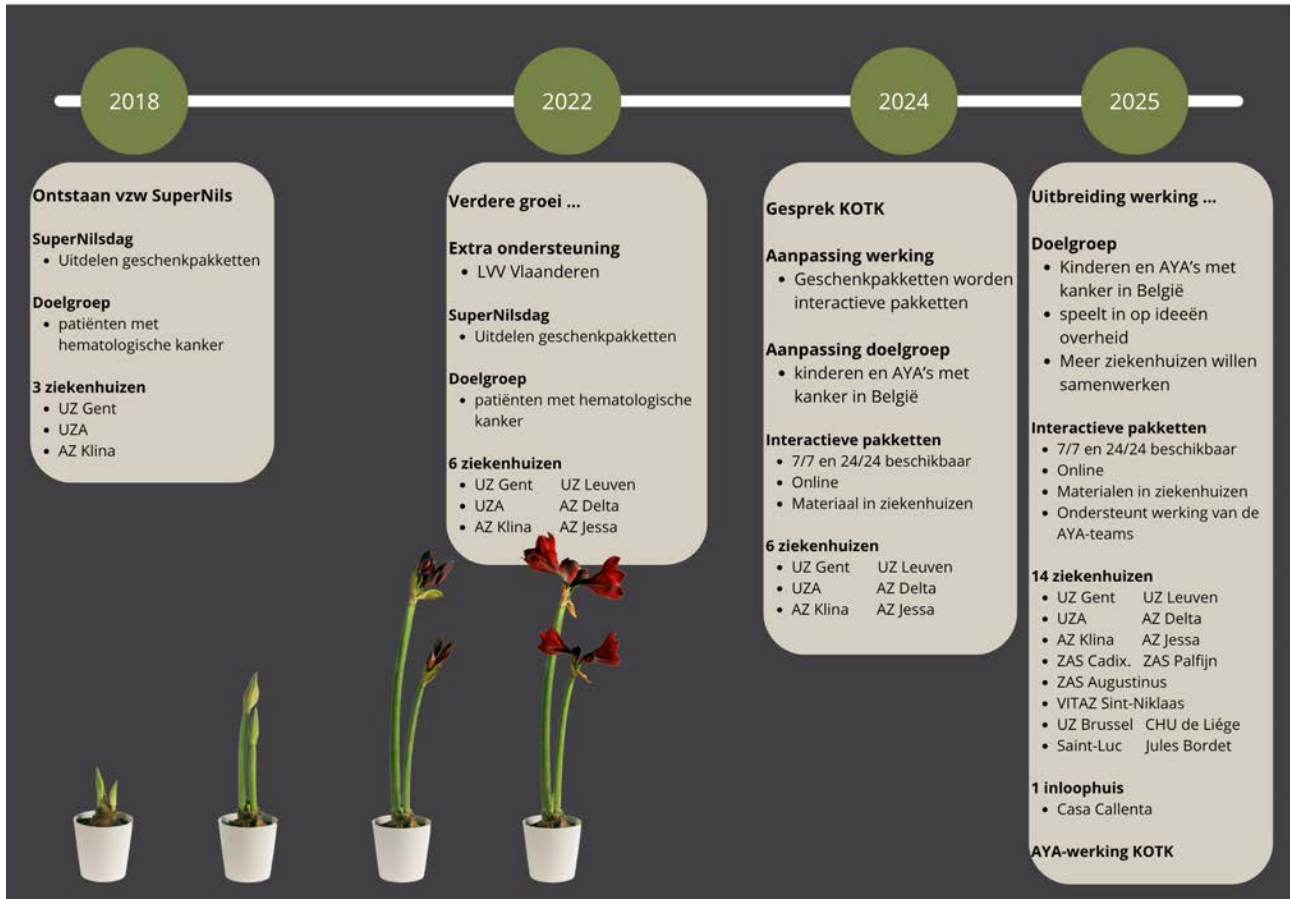 2018
2022
2024
2025
Ontstaan vzw SuperNils
SuperNilsdag
• Uitdelen geschenkpakketten
Doelgroep
• patiënten met
hematologische kanker
3 ziekenhuizen
• UZ Gent
• UZA
• AZ Klina
Verdere groei ...
Extra ondersteuning
• LVV Vlaanderen
SuperNilsdag
• Uitdelen geschenkpakketten
Doelgroep
• patiënten met hematologische
kanker
6 ziekenhuizen
• UZ Gent UZ Leuven
• UZA AZ Delta
• AZ Klina AZ Jessa
Gesprek KOTK
Aanpassing werking
• Geschenkpakketten worden
interactieve pakketten
Aanpassing doelgroep
• kinderen en AYA's met
kanker in België
Interactieve pakketten
• 7/7 en 24/24 beschikbaar
• Online
• Materiaal in ziekenhuizen
6 ziekenhuizen
• UZ Gent UZ Leuven
• UZA AZ Delta
• AZ Klina AZ Jessa
Uitbreiding werking ...
Doelgroep
• Kinderen en AYA's met
kanker in België
• speelt in op ideeën
overheid
• Meer ziekenhuizen willen
samenwerken
Interactieve pakketten
• 7/7 en 24/24 beschikbaar
• Online
• Materialen in ziekenhuizen
• Ondersteunt werking van de
AYA-teams
14 ziekenhuizen
• UZ Gent UZ Leuven
• UZA AZ Delta
• AZ Klina AZ Jessa
• ZAS Cadix. ZAS Palfijn
• ZAS Augustinus
• VITAZ Sint-Niklaas
• UZ Brussel CHU de Liége
• Saint-Luc Jules Bordet
1 inloophuis
• Casa Callenta
AYA-werking KOTK